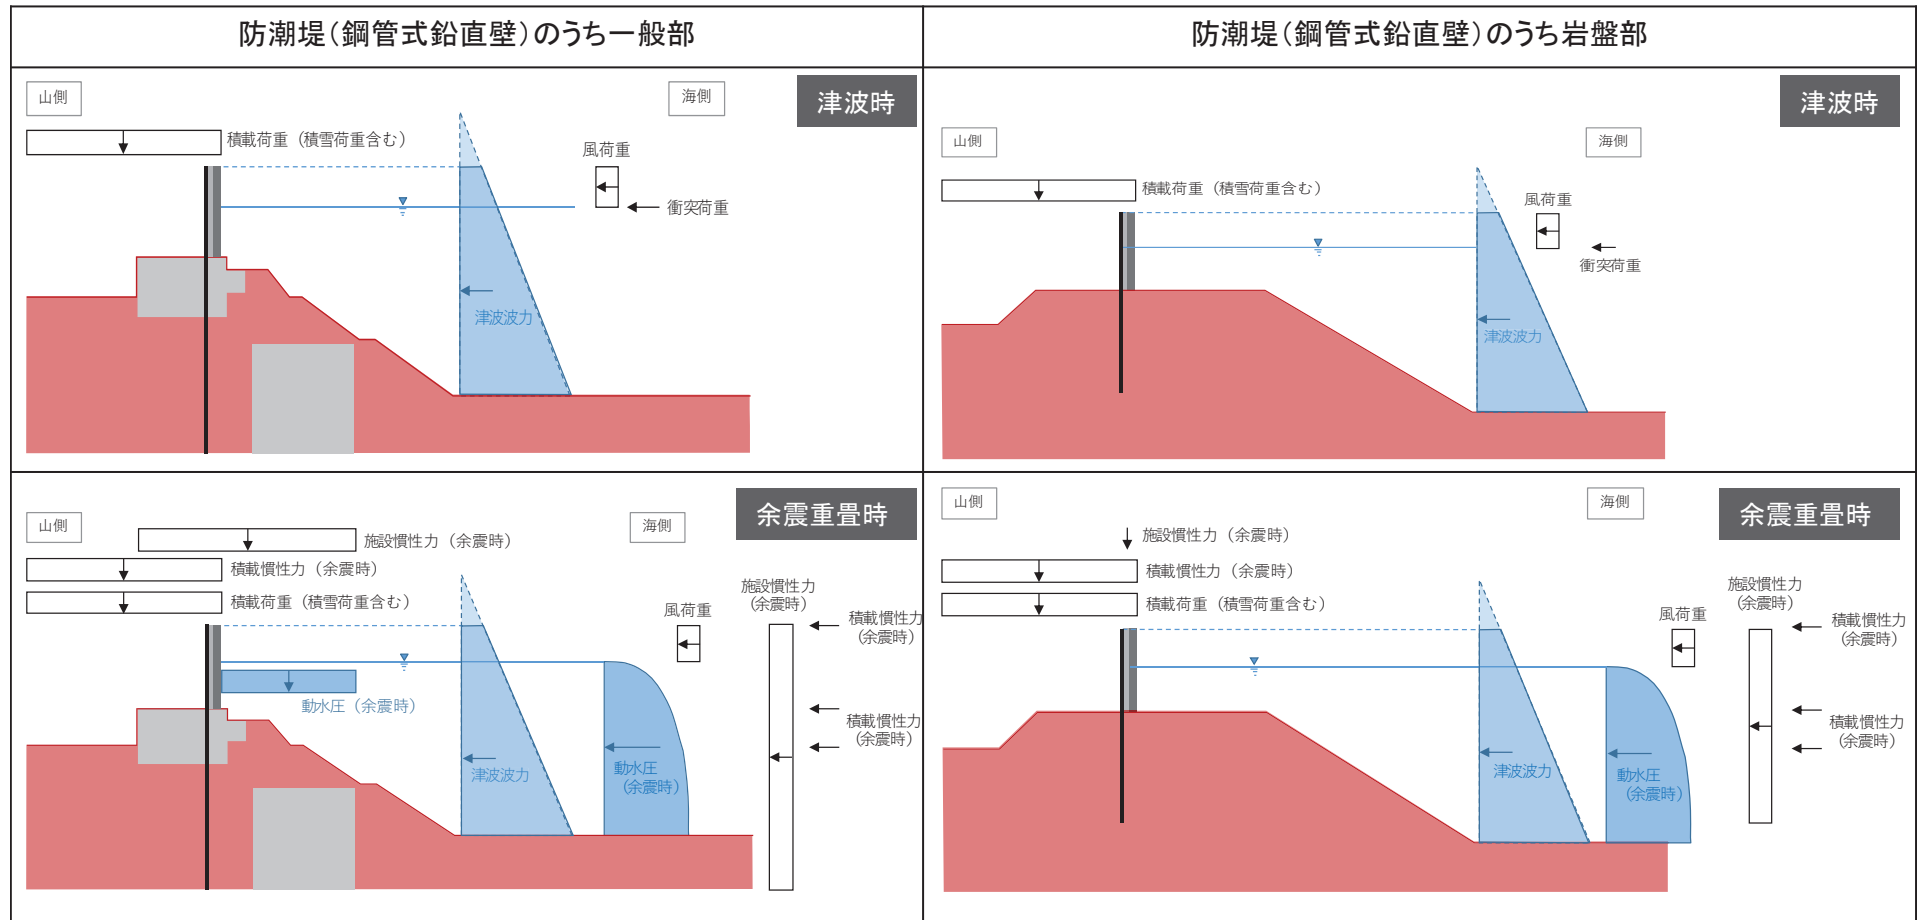 防潮堤(鋼管式鉛直壁)のうち一般部
防潮堤(鋼管式鉛直壁)のうち岩盤部
山側
海側
津波時
積載荷重(積雪荷重含む)
風荷重
衝突荷重
津波波力
津波時
山側
海側
積載荷重(積雪荷重含む)
風荷重
衝突荷重
津波波力
余震重畳時
山側
海側
施設慣性力(余震時)
積載慣性力(余震時)
積載荷重(積雪荷重含む)
風荷重
施設慣性力
(余震時)
積載慣性力
(余震時)
動水圧(余震時)
積載慣性力
(余震時)
津波波力
動水圧
(余震時)
山側
海側
余震重畳時
施設慣性力(余震時)
積載慣性力(余震時)
積載荷重(積雪荷重含む)
風荷重
施設慣性力
(余震時)
積載慣性力
(余震時)
積載慣性力
(余震時)
津波波力
動水圧
(余震時)